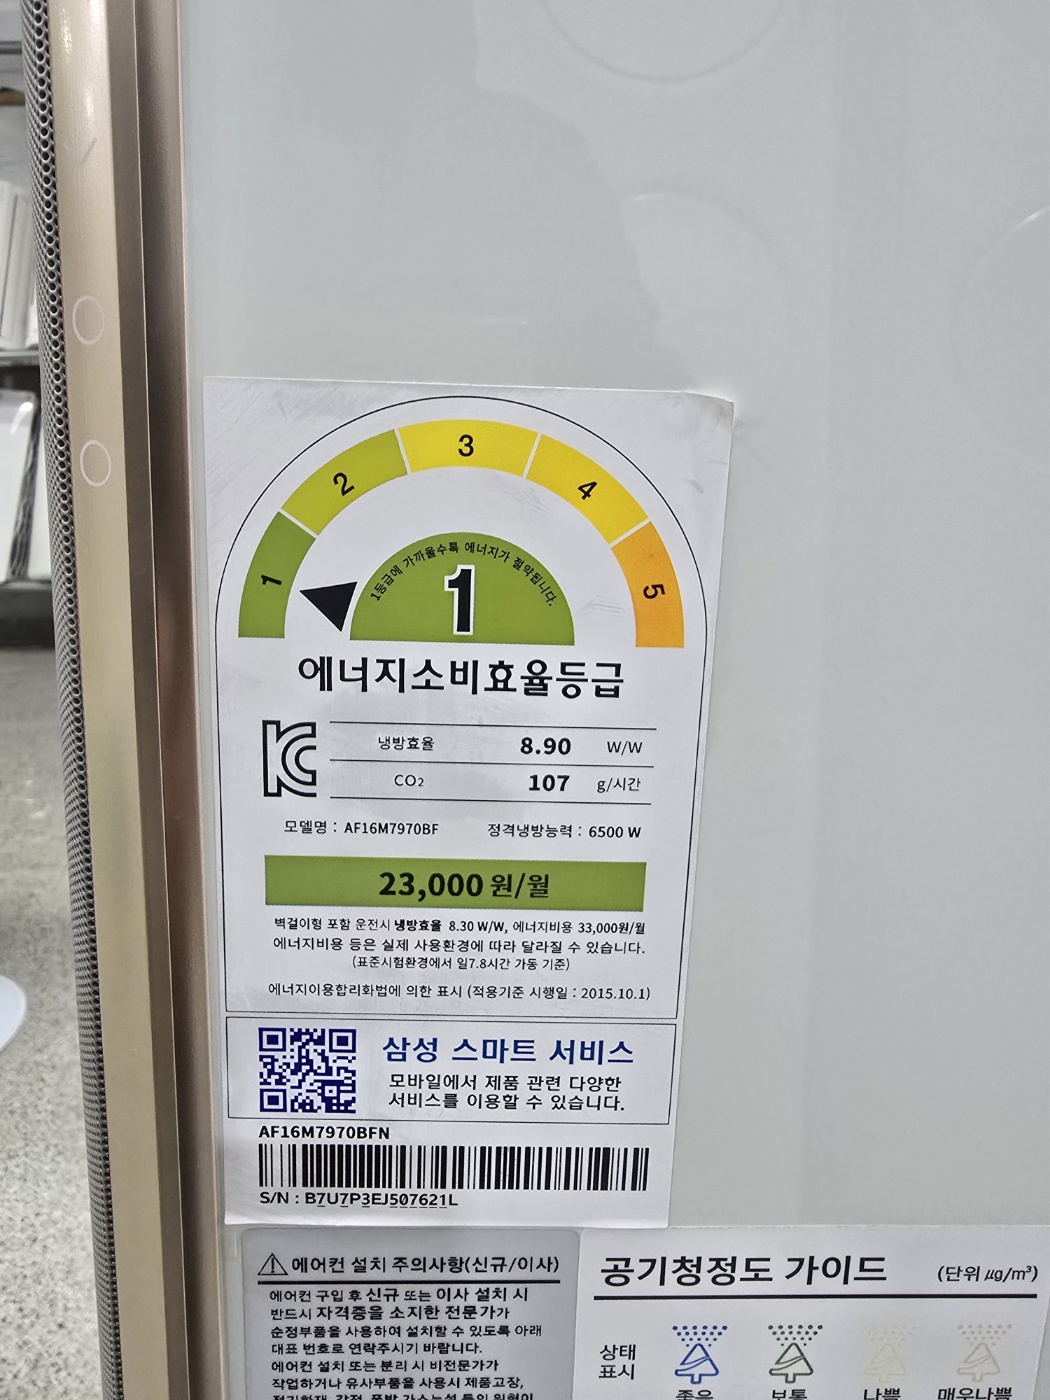 1
2
3
4
5
1등급에 가까울수록 에너지가 절약됩니다.
1
에너지소비효율등급
냉방효율 8.90 W/W
CO₂ 107 g/시간
모델명 : AF16M7970BF 정격냉방능력 : 6500 W
23,000원/월
벽걸이형 포함 운전시 냉방효율 8.30 W/W, 에너지비용 33,000원/월
에너지비용 등은 실제 사용환경에 따라 달라질 수 있습니다.
(표준시험환경에서 일7.8시간 가동 기준)
에너지이용합리화법에 의한 표시 (적용기준 시행일 : 2015.10.1)
삼성 스마트 서비스
모바일에서 제품 관련 다양한
서비스를 이용할 수 있습니다.
AF16M7970BFN
S/N : B7U7P3EJ507621L
에어컨 설치 주의사항(신규/이사)
에어컨 구입 후 신규 또는 이사 설치 시
반드시 자격증을 소지한 전문가가
순정부품을 사용하여 설치할 수 있도록 아래
대표 번호로 연락주시기 바랍니다.
에어컨 설치 또는 분리 시 비전문가가
작업하거나 유사부품을 사용시 제품고장,
공기청정도 가이드 (단위 ㎍/m³)
상태
표시
좋음 보통 나쁨 매우나쁨